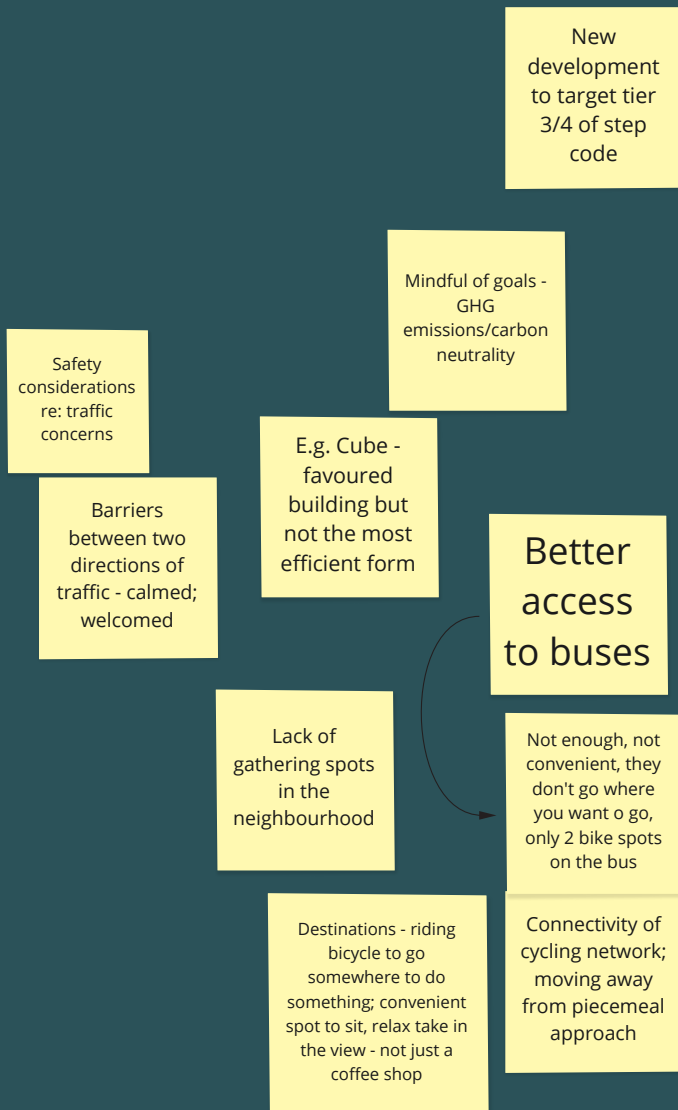 New
development
to target tier
3/4 of step
code
Mindful of goals -
GHG
emissions/carbon
neutrality
Safety
considerations
re: traffic
concerns
E.g. Cube -
favoured
building but
not the most
efficient form
Barriers
between two
directions of
traffic - calmed;
welcomed
Better
access
to buses
Lack of
gathering spots
in the
neighbourhood
Not enough, not
convenient, they
don't go where
you want o go,
only 2 bike spots
on the bus
Destinations - riding
bicycle to go
somewhere to do
something; convenient
spot to sit, relax take in
the view - not just a
coffee shop
Connectivity of
cycling network;
moving away
from piecemeal
approach